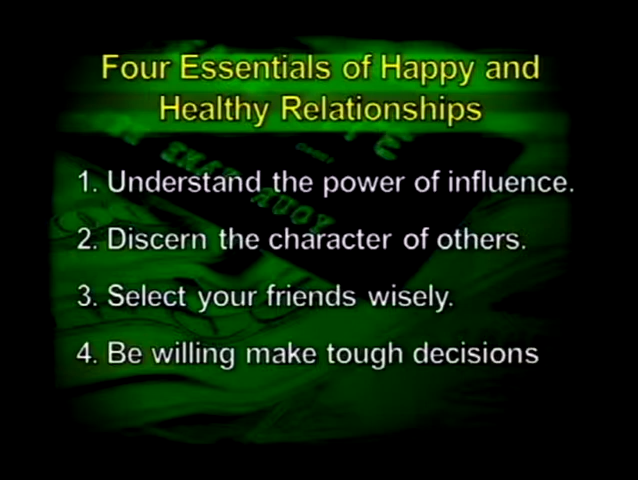 Four Essentials of Happy and
Healthy Relationships
1. Understand the power of influence.
2. Discern the character of others.
3. Select your friends wisely.
4. Be willing make tough decisions